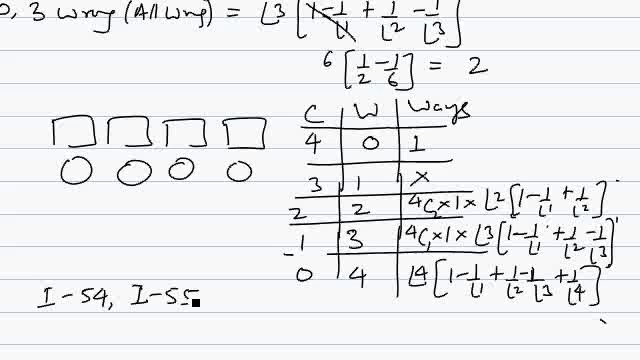 0, 3 wrong (All wrong) = ⌊3 [1 - 1/⌊1 + 1/⌊2 - 1/⌊3]
6 [1/2 - 1/6] = 2
C W Ways
4 0 1
3 1 X
2 2 4C2 x 1 x ⌊2 [1 - 1/⌊1 + 1/⌊2]
1 3 4C1 x 1 x ⌊3 [1 - 1/⌊1 + 1/⌊2 - 1/⌊3]
0 4 ⌊4 [1 - 1/⌊1 + 1/⌊2 - 1/⌊3 + 1/⌊4]
I - 54, I - 55